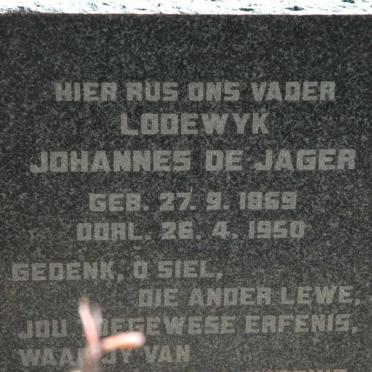 HIER RUS ONS VADER
LODEWYK
JOHANNES DE JAGER
GEB. 27. 9. 1869
OORL. 26. 4. 1950
GEDENK, O SIEL,
DIE ANDER LEWE,
JOU ERFENIS,
VAN